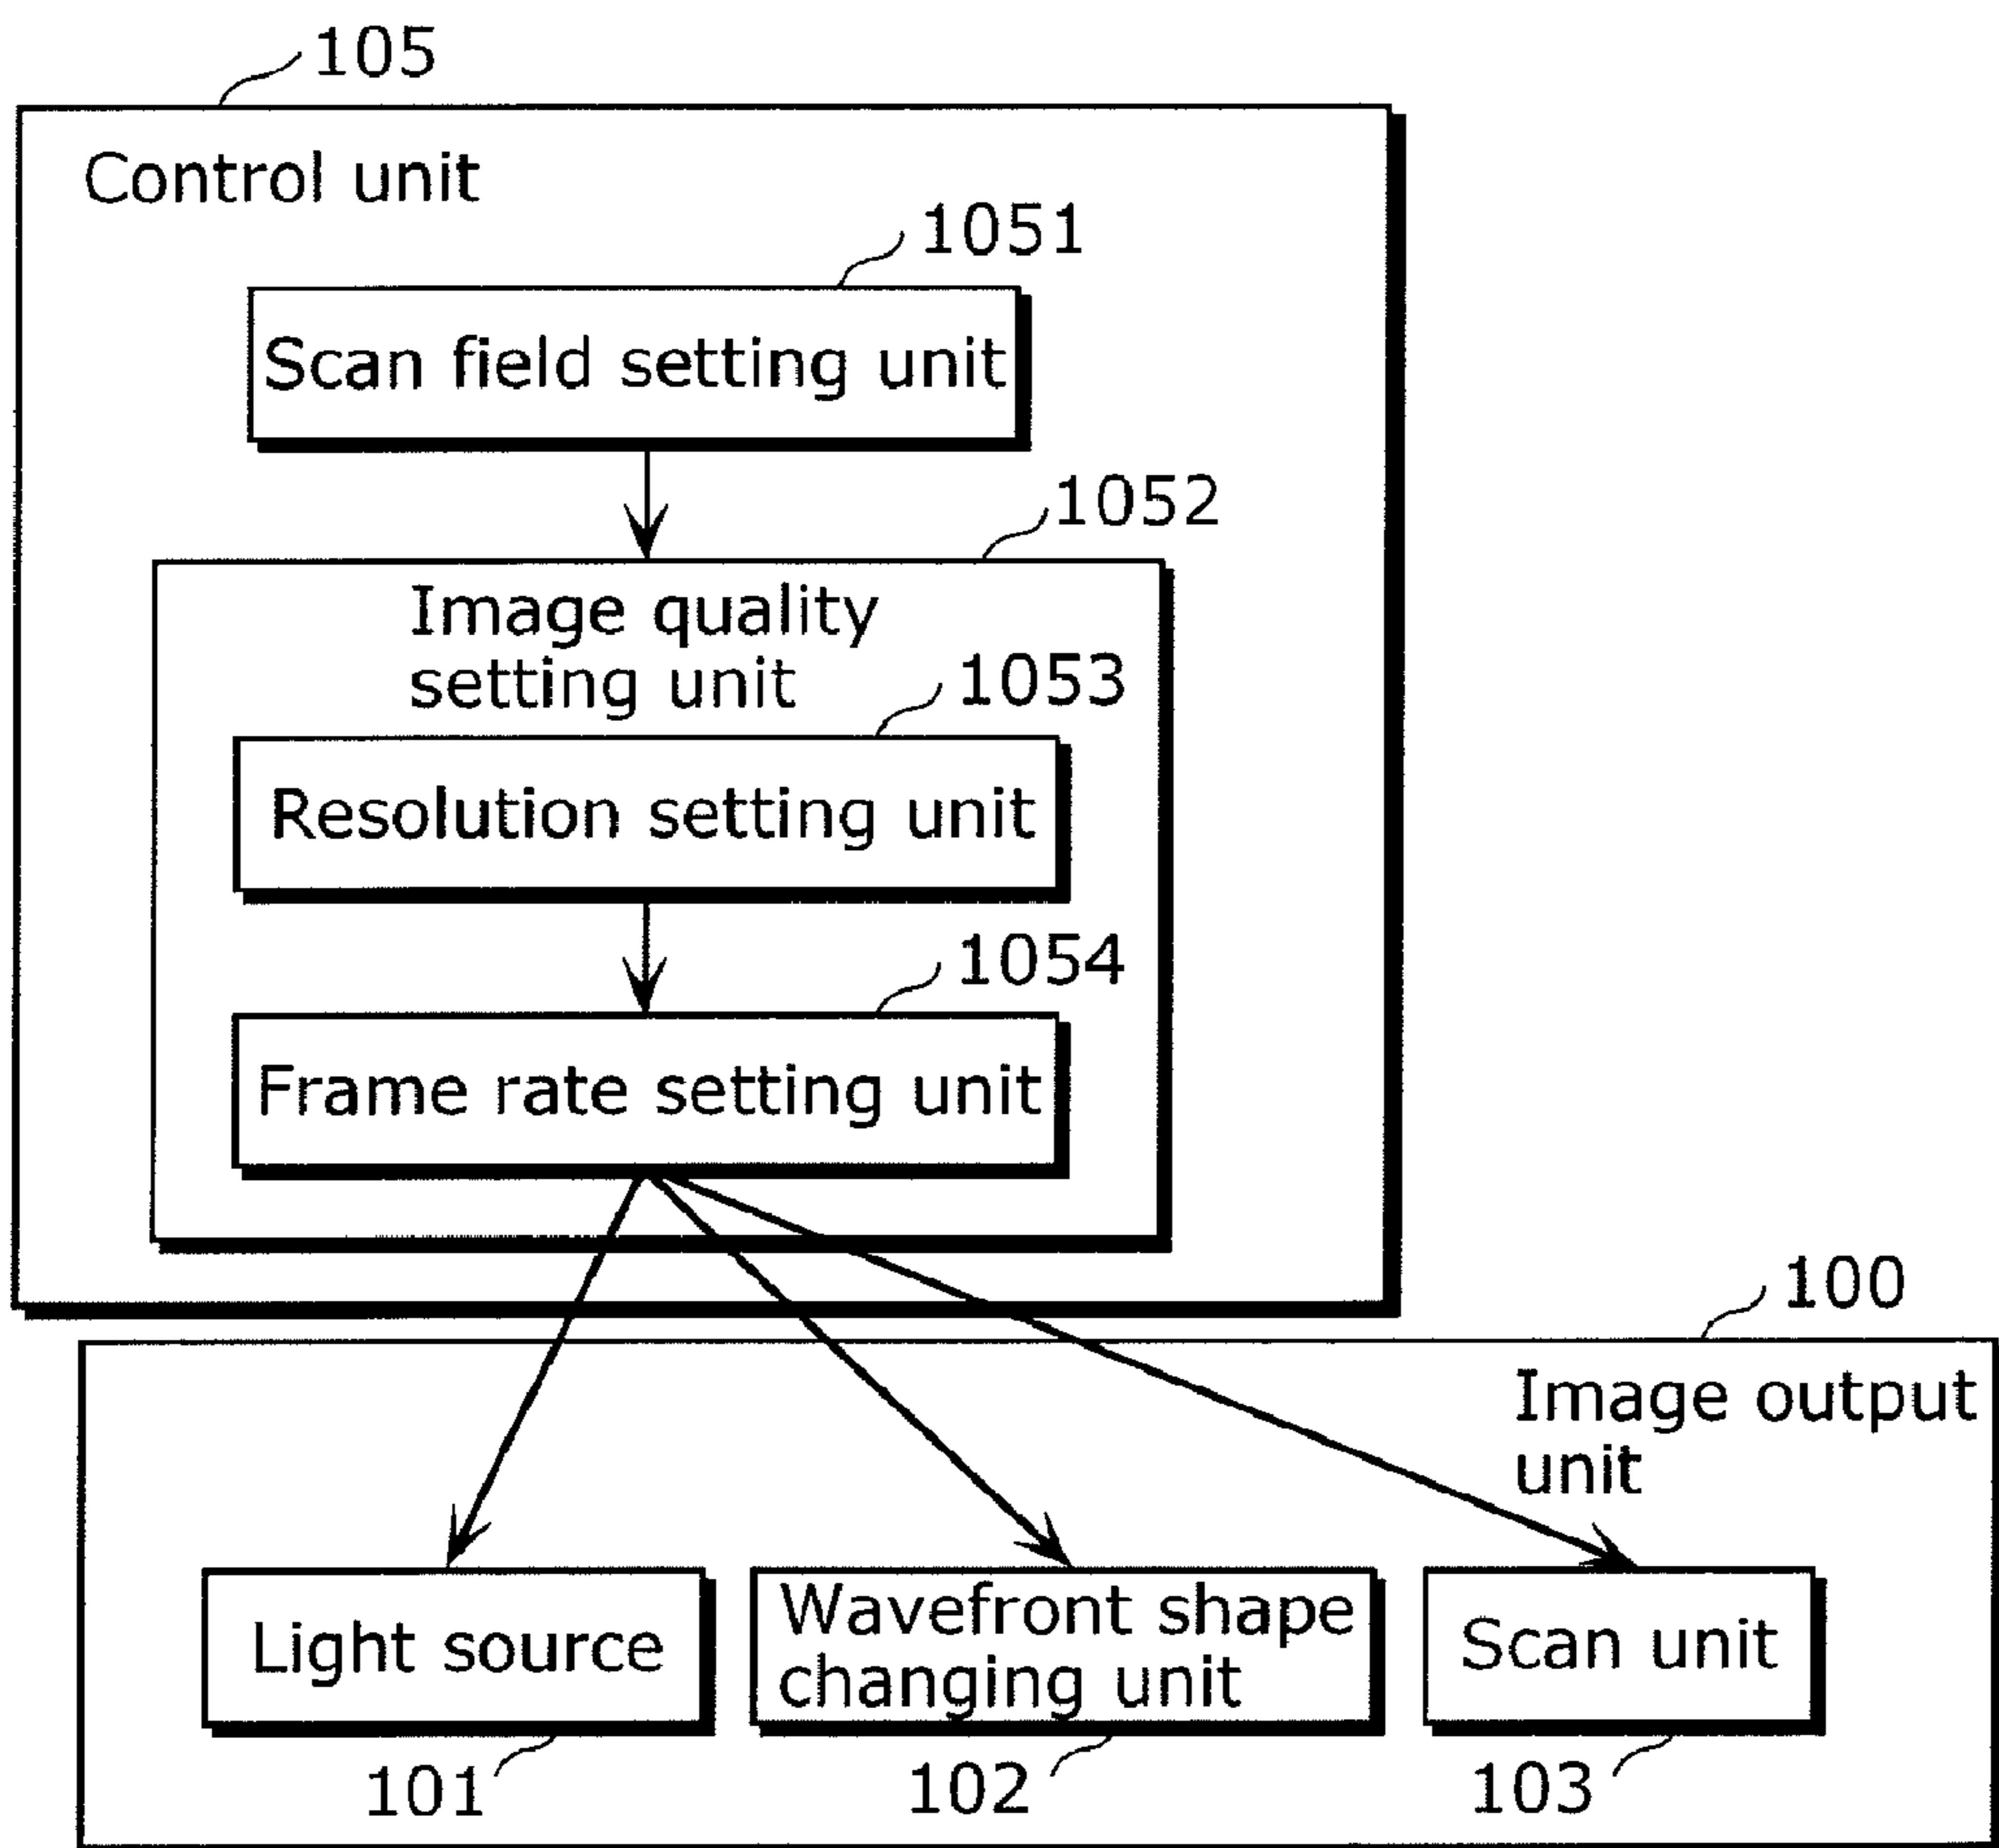 105
Control unit
1051
Scan field setting unit
1052
Image quality
setting unit
1053
Resolution setting unit
1054
Frame rate setting unit
100
Image output
unit
Light source
Wavefront shape
changing unit
Scan unit
101
102
103